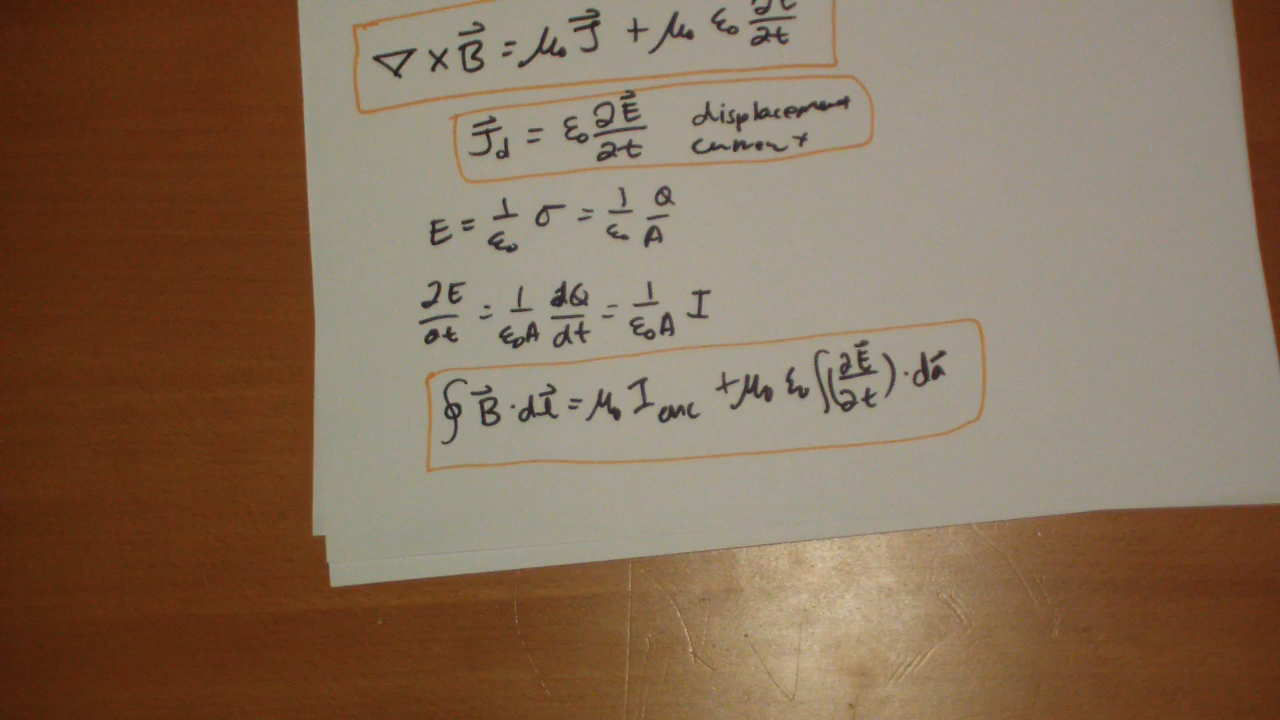 ∇ × B⃗ = μ₀ J⃗ + μ₀ ε₀ ∂E/∂t
J⃗_d = ε₀ ∂E⃗/∂t displacement current
E = 1/ε₀ σ = 1/ε₀ Q/A
∂E/∂t = 1/(ε₀A) dQ/dt = 1/(ε₀A) I
∮ B⃗ · dl⃗ = μ₀ I_enc + μ₀ ε₀ ∫(∂E⃗/∂t) · da⃗